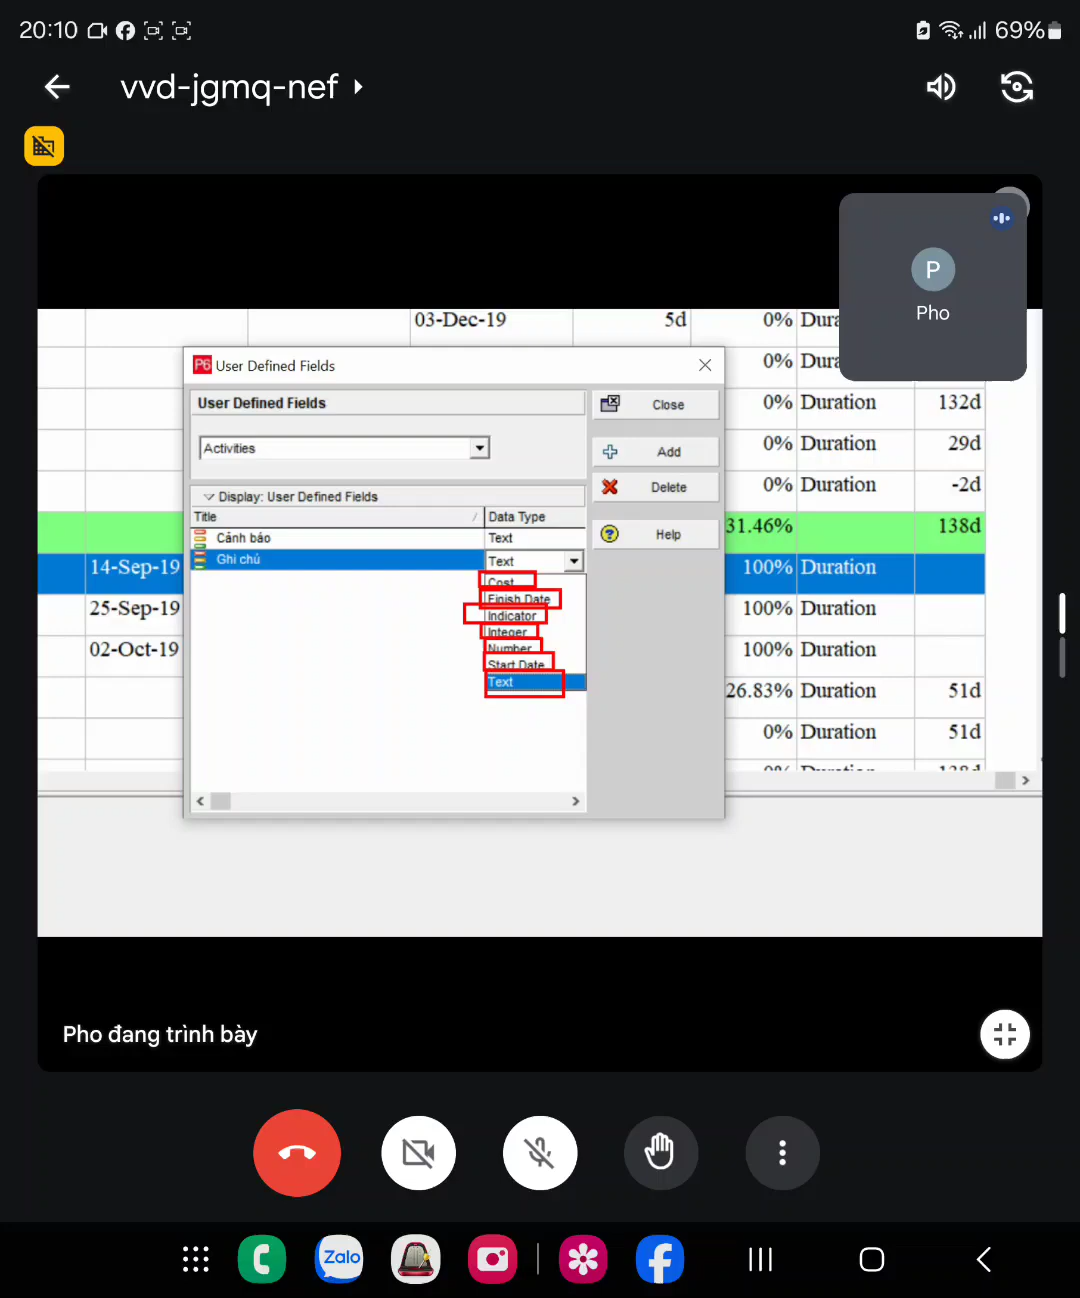 20:10
69%
vvd-jgmq-nef
P
Pho
03-Dec-19 5d 0%
0%
0% Duration 132d
0% Duration 29d
0% Duration -2d
31.46% 138d
14-Sep-19 100% Duration
25-Sep-19 100% Duration
02-Oct-19 100% Duration
26.83% Duration 51d
0% Duration 51d
P6 User Defined Fields
User Defined Fields
Activities
Display: User Defined Fields
Title Data Type
Cảnh báo Text
Ghi chú Text
Cost
Finish Date
Indicator
Integer
Number
Start Date
Text
Close
Add
Delete
Help
Pho đang trình bày
Zalo